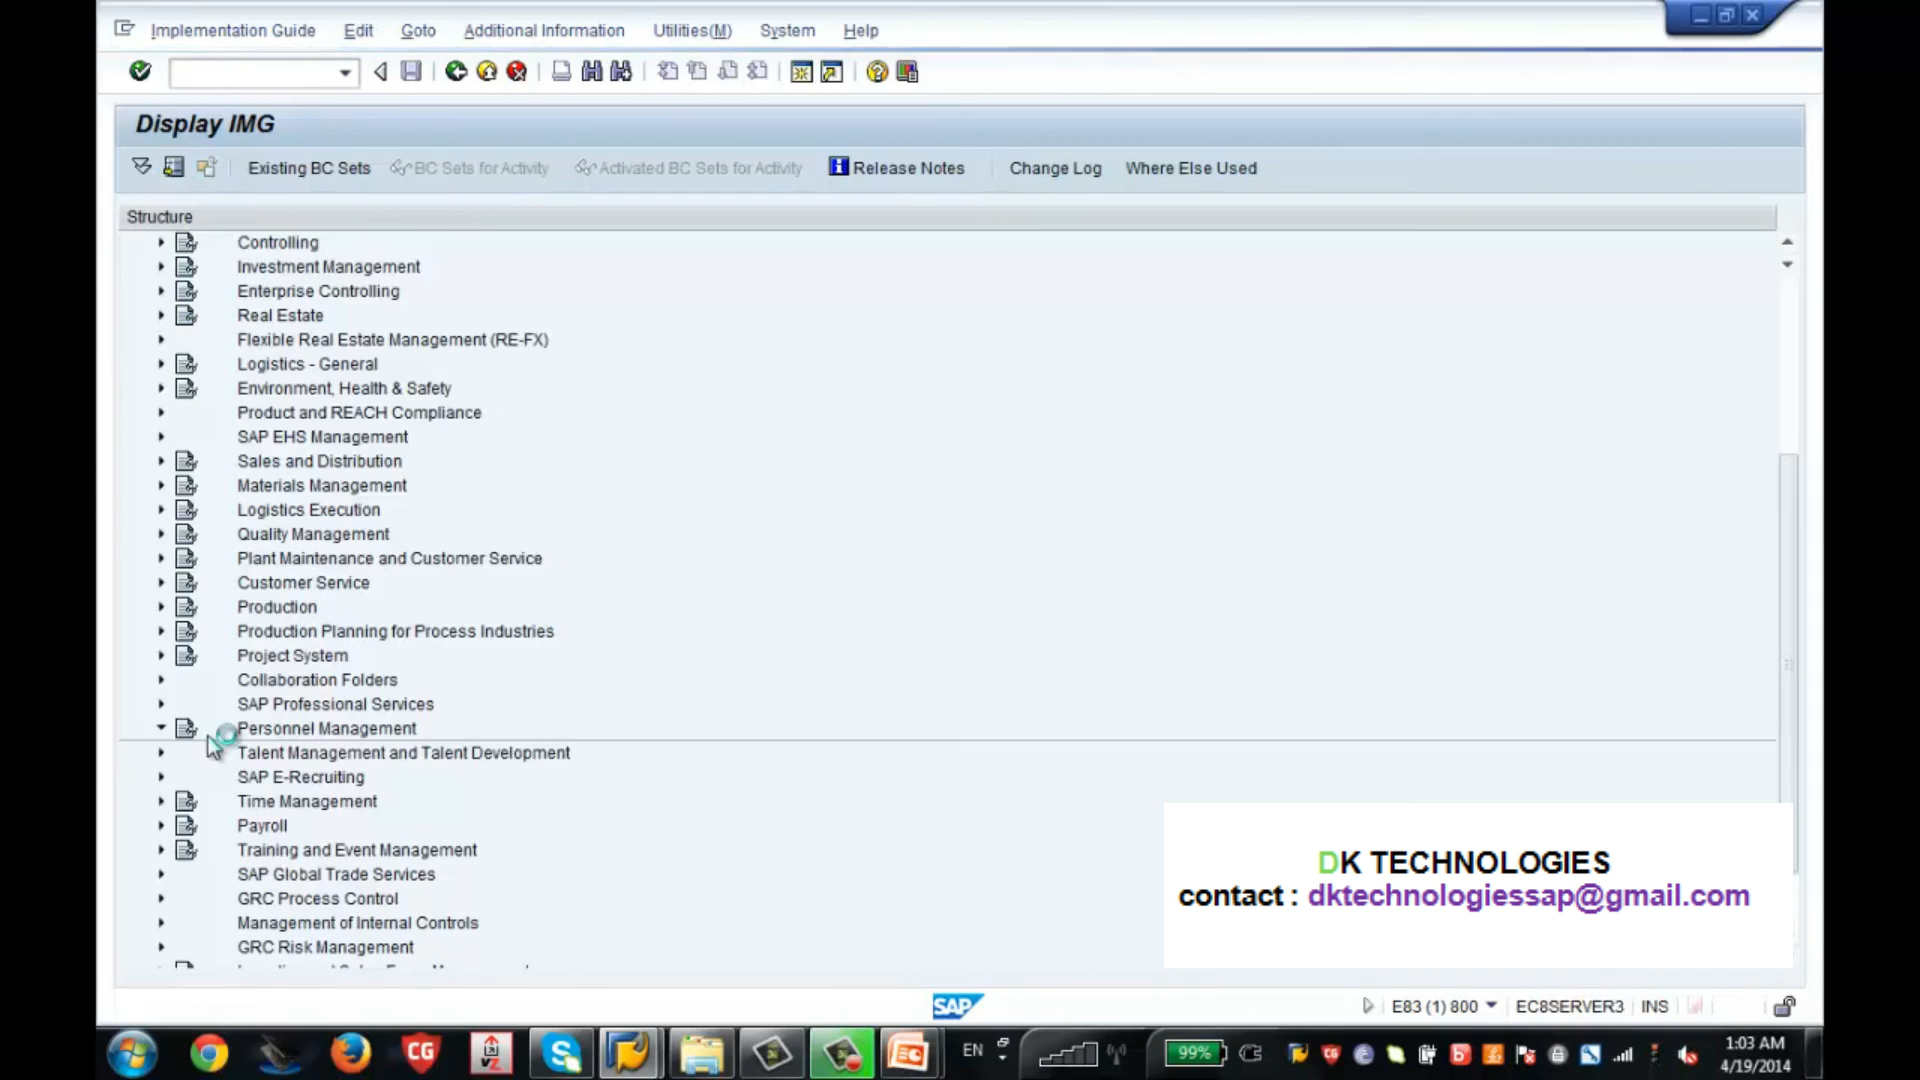 Implementation Guide Edit Goto Additional Information Utilities(M) System Help
Display IMG
Existing BC Sets BC Sets for Activity Activated BC Sets for Activity Release Notes Change Log Where Else Used
Structure
Controlling
Investment Management
Enterprise Controlling
Real Estate
Flexible Real Estate Management (RE-FX)
Logistics - General
Environment, Health & Safety
Product and REACH Compliance
SAP EHS Management
Sales and Distribution
Materials Management
Logistics Execution
Quality Management
Plant Maintenance and Customer Service
Customer Service
Production
Production Planning for Process Industries
Project System
Collaboration Folders
SAP Professional Services
Personnel Management
Talent Management and Talent Development
SAP E-Recruiting
Time Management
Payroll
Training and Event Management
SAP Global Trade Services
GRC Process Control
Management of Internal Controls
GRC Risk Management
DK TECHNOLOGIES
contact : dktechnologiessap@gmail.com
SAP E83 (1) 800 EC8SERVER3 INS
EN 99% 1:03 AM
4/19/2014